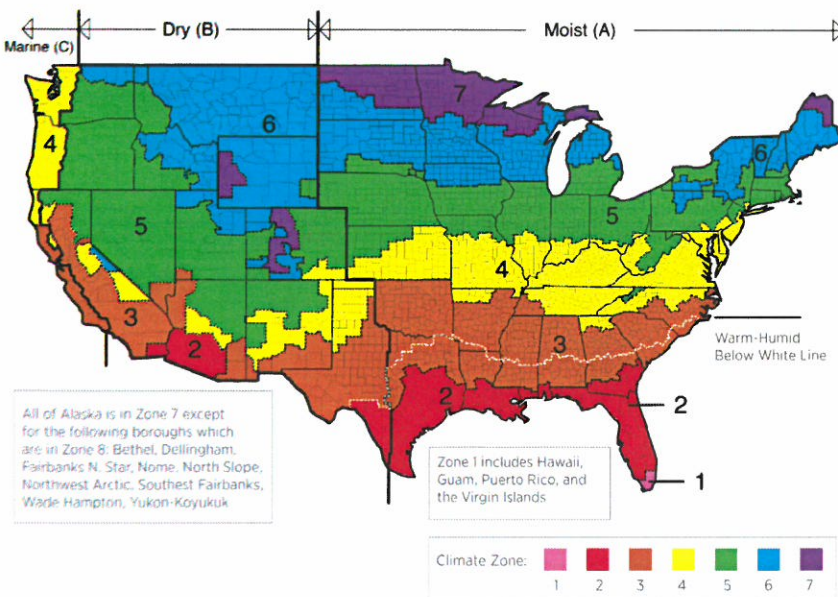 Marine (C)
Dry (B)
Moist (A)
7
6
4
6
5
5
4
3
3
2
2
Warm-Humid
Below White Line
2
1
All of Alaska is in Zone 7 except
for the following boroughs which
are in Zone 8: Bethel, Dellingham,
Fairbanks N. Star, Nome, North Slope,
Northwest Arctic, Southest Fairbanks,
Wade Hampton, Yukon-Koyukuk
Zone 1 includes Hawaii,
Guam, Puerto Rico, and
the Virgin Islands
Climate Zone:
1 2 3 4 5 6 7